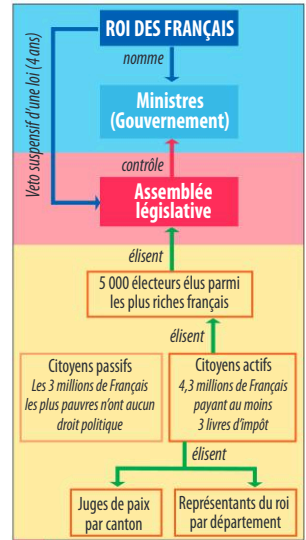 ROI DES FRANÇAIS
nomme
Veto suspensif d'une loi (4 ans)
Ministres
(Gouvernement)
contrôle
Assemblée
législative
élisent
5 000 électeurs élus parmi
les plus riches français
élisent
Citoyens passifs
Les 3 millions de Français
les plus pauvres n'ont aucun
droit politique
Citoyens actifs
4,3 millions de Français
payant au moins
3 livres d'impôt
élisent
Juges de paix
par canton
Représentants du roi
par département